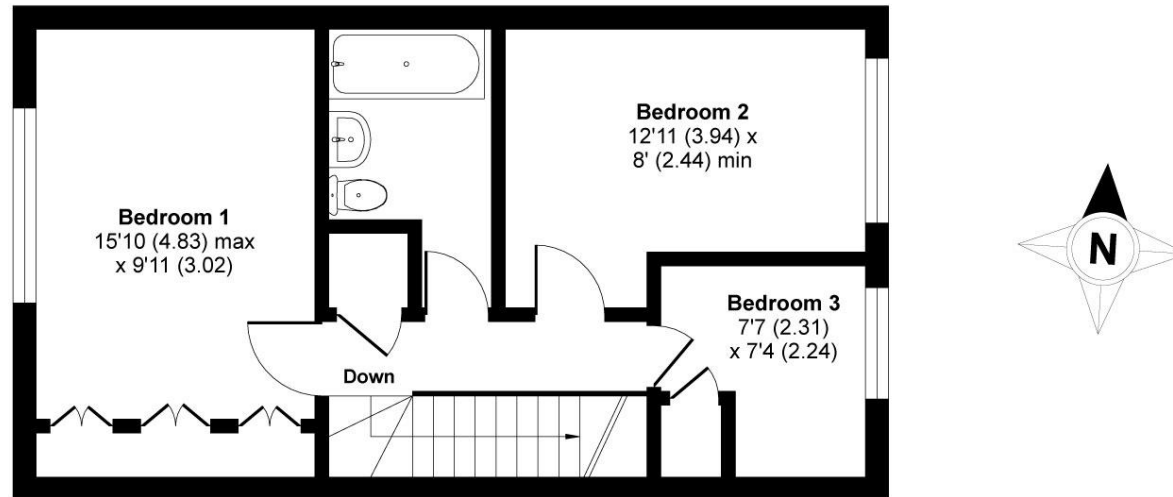 Bedroom 1
15'10 (4.83) max
x 9'11 (3.02)
Bedroom 2
12'11 (3.94) x
8' (2.44) min
Bedroom 3
7'7 (2.31)
x 7'4 (2.24)
Down
N